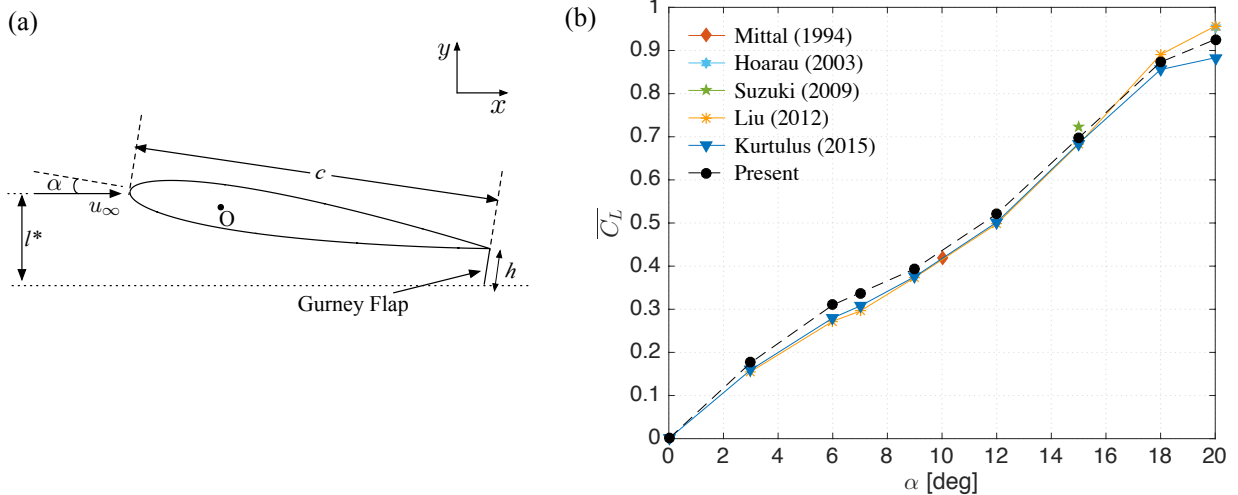 (a)
y
x
α
c
u∞
O
l*
h
Gurney Flap
(b)
Mittal (1994)
Hoarau (2003)
Suzuki (2009)
Liu (2012)
Kurtulus (2015)
Present
1
0.9
0.8
0.7
0.6
0.5
0.4
0.3
0.2
0.1
0
C̅_L
0 2 4 6 8 10 12 14 16 18 20
α [deg]